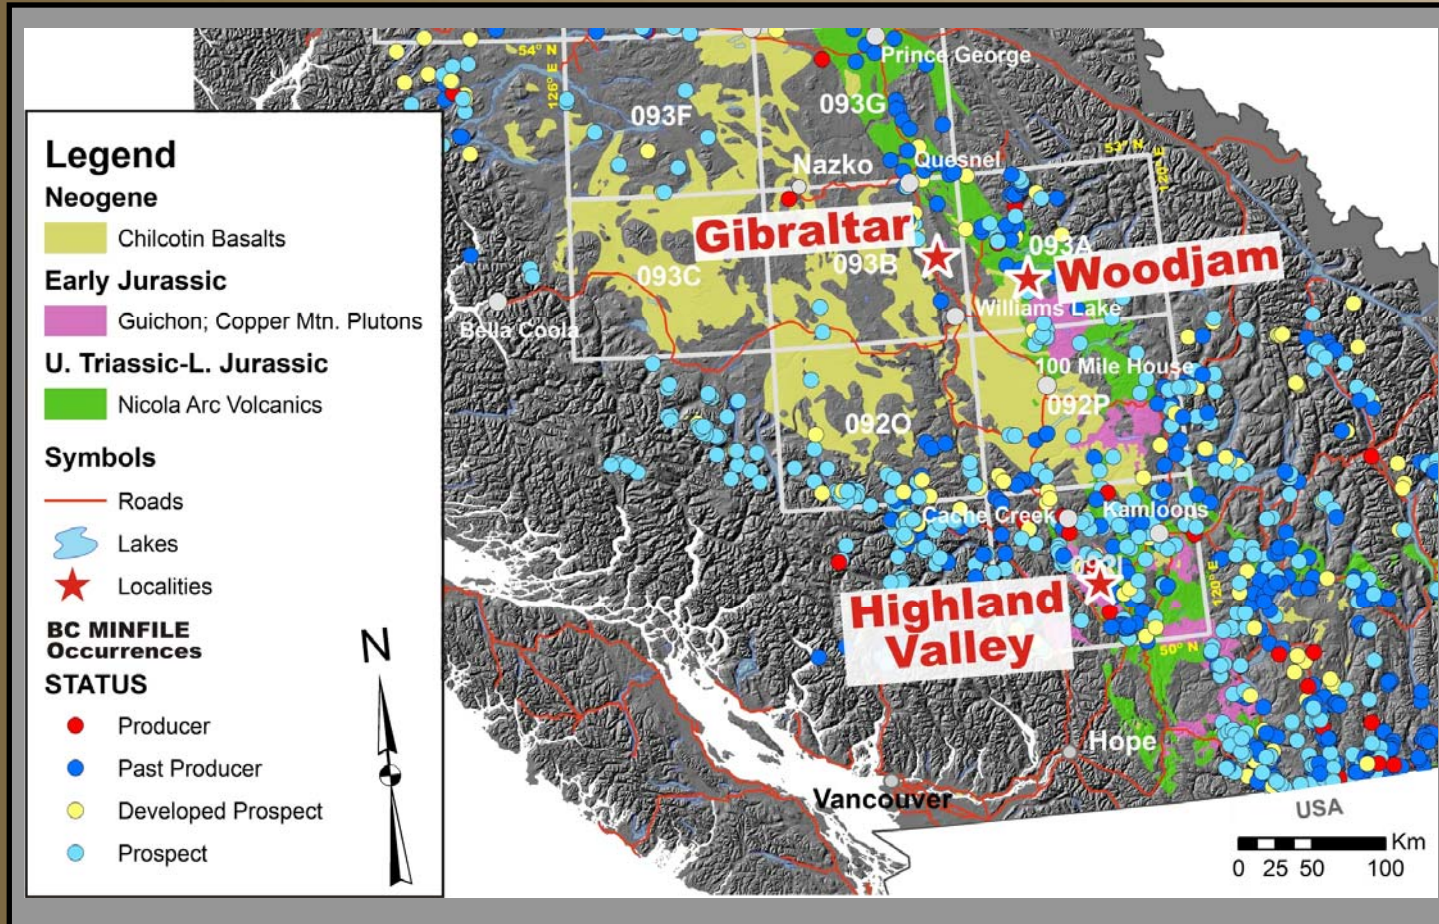 Legend
Neogene
Chilcotin Basalts
Early Jurassic
Guichon; Copper Mtn. Plutons
U. Triassic-L. Jurassic
Nicola Arc Volcanics
Symbols
Roads
Lakes
Localities
BC MINFILE
Occurrences
STATUS
Producer
Past Producer
Developed Prospect
Prospect
N
54° N
126° E
Prince George
093F
093G
53° N
120° E
Nazko
Quesnel
Gibraltar
093A
Woodjam
093C
093B
Williams Lake
Bella Coola
100 Mile House
092P
092O
Cache Creek
Kamloops
092I
120° E
Highland
Valley
50° N
Hope
Vancouver
USA
Km
0 25 50 100